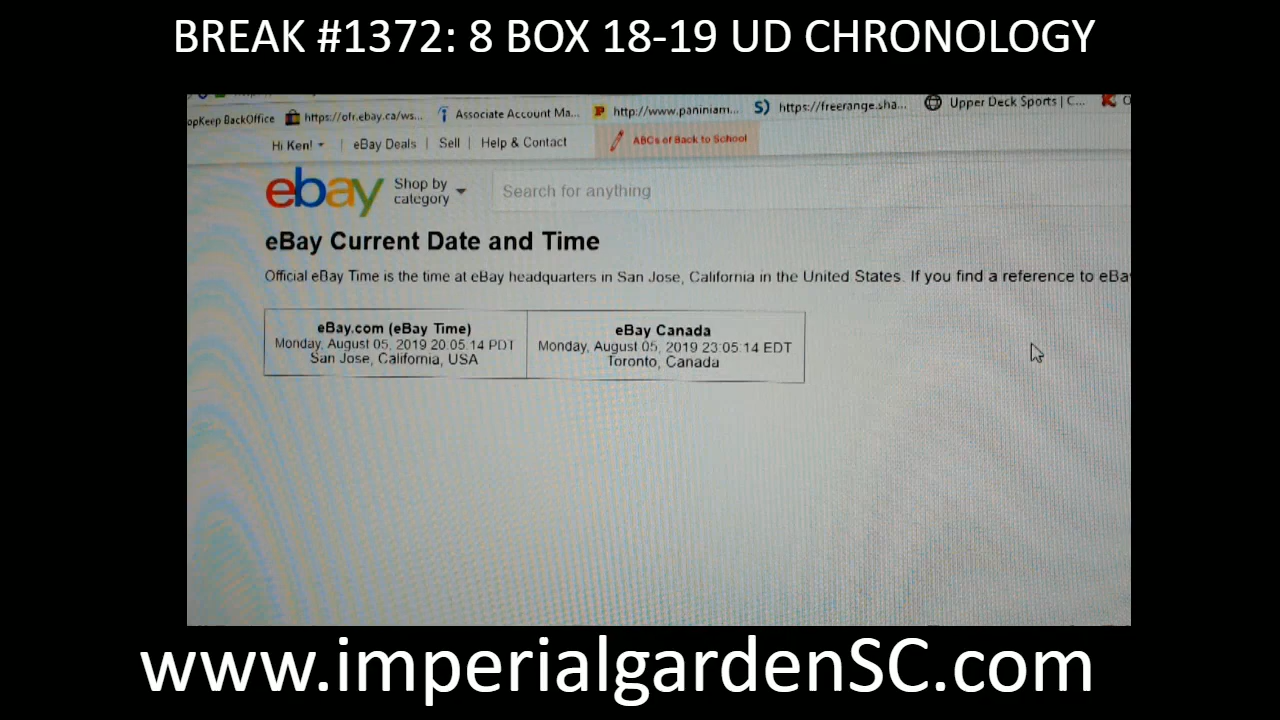 BREAK #1372: 8 BOX 18-19 UD CHRONOLOGY
opKeep BackOffice https://ofr.ebay.ca/ws... Associate Account Ma... http://www.paniniam... https://freerange.sha... Upper Deck Sports | C...
Hi Ken! eBay Deals Sell Help & Contact ABCs of Back to School
ebay Shop by category Search for anything
eBay Current Date and Time
Official eBay Time is the time at eBay headquarters in San Jose, California in the United States. If you find a reference to eBa
eBay.com (eBay Time) eBay Canada
Monday, August 05, 2019 20:05:14 PDT Monday, August 05, 2019 23:05:14 EDT
San Jose, California, USA Toronto, Canada
www.imperialgardenSC.com